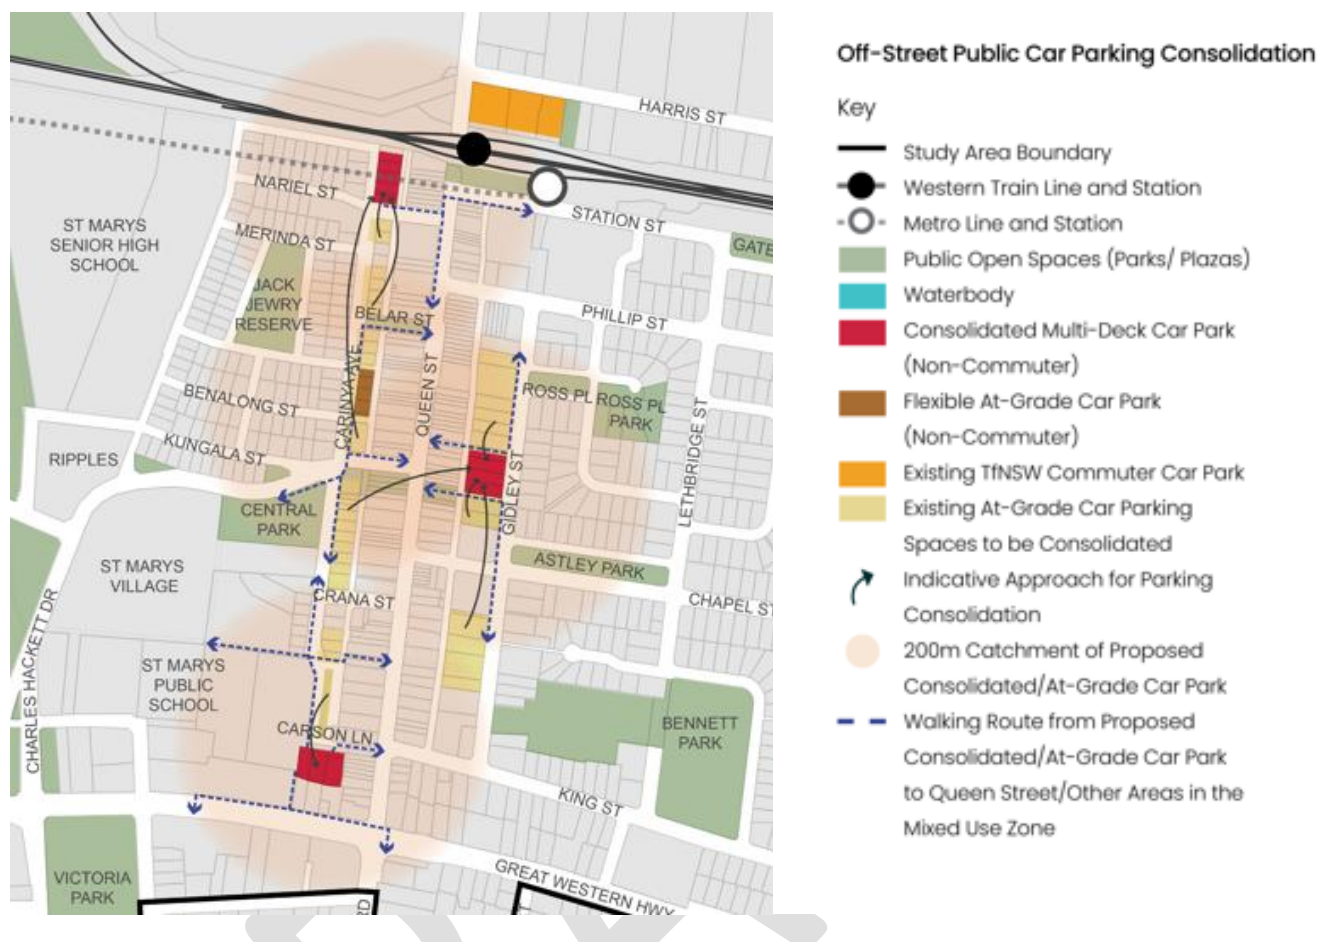 Off-Street Public Car Parking Consolidation
Key
Study Area Boundary
Western Train Line and Station
Metro Line and Station
Public Open Spaces (Parks/ Plazas)
Waterbody
Consolidated Multi-Deck Car Park
(Non-Commuter)
Flexible At-Grade Car Park
(Non-Commuter)
Existing TfNSW Commuter Car Park
Existing At-Grade Car Parking
Spaces to be Consolidated
Indicative Approach for Parking
Consolidation
200m Catchment of Proposed
Consolidated/At-Grade Car Park
Walking Route from Proposed
Consolidated/At-Grade Car Park
to Queen Street/Other Areas in the
Mixed Use Zone
HARRIS ST
NARIEL ST
STATION ST
ST MARYS
SENIOR HIGH
SCHOOL
MERINDA ST
GATE
JACK
JEWRY
RESERVE
BELAR ST
PHILLIP ST
CARINYA AVE
QUEEN ST
BENALONG ST
ROSS PL
ROSS PL
PARK
LETHBRIDGE ST
KUNGALA ST
RIPPLES
GIDLEY ST
CENTRAL
PARK
ST MARYS
VILLAGE
ASTLEY PARK
CRANA ST
CHAPEL ST
CHARLES HACKETT DR
ST MARYS
PUBLIC
SCHOOL
CARSON LN
BENNETT
PARK
KING ST
VICTORIA
PARK
GREAT WESTERN HWY
RD
ST